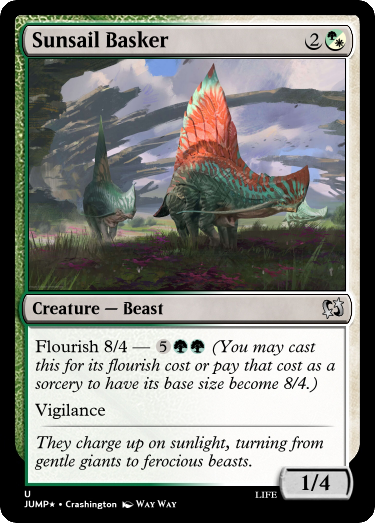 Sunsail Basker 2
Creature — Beast
Flourish 8/4 — 5 (You may cast
this for its flourish cost or pay that cost as a
sorcery to have its base size become 8/4.)
Vigilance
They charge up on sunlight, turning from
gentle giants to ferocious beasts.
1/4
U
JUMP★ • Crashington WAY WAY
LIFE